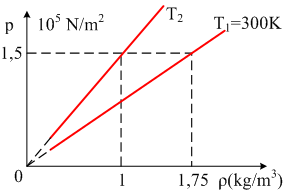 p 10⁵ N/m² T₂ T₁=300K
1,5
0 1 1,75 ρ(kg/m³)